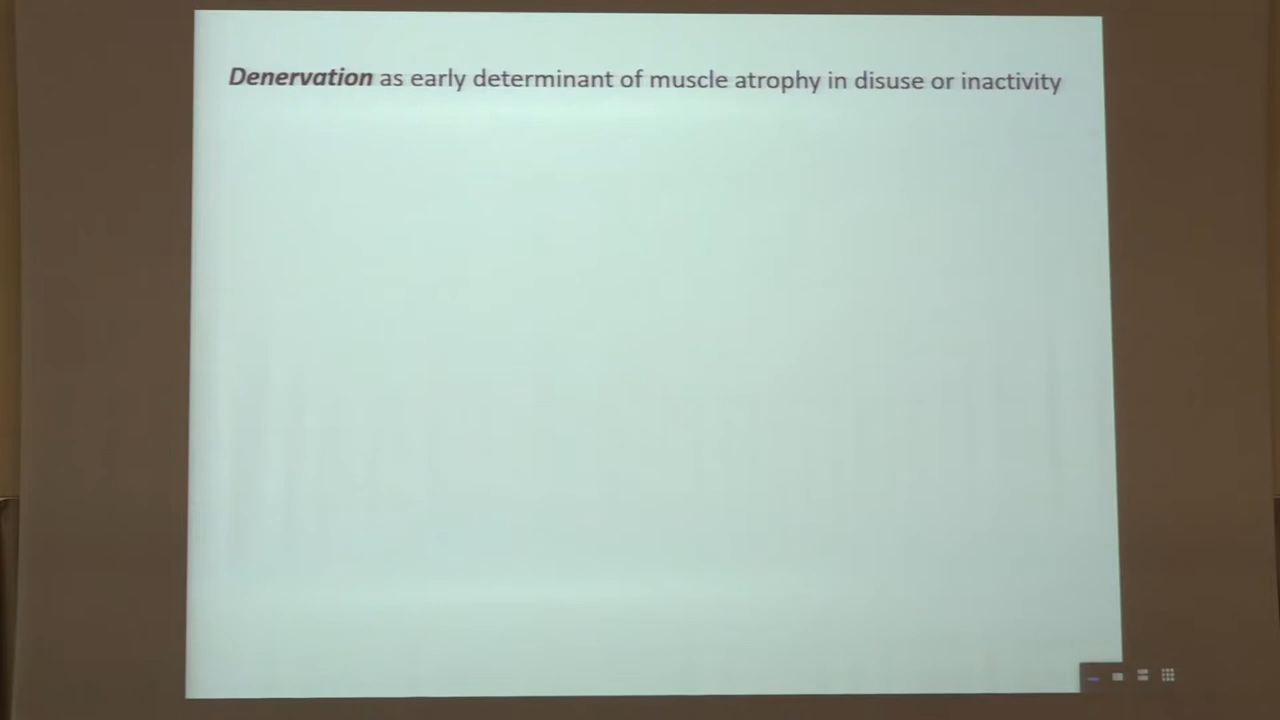 Denervation as early determinant of muscle atrophy in disuse or inactivity